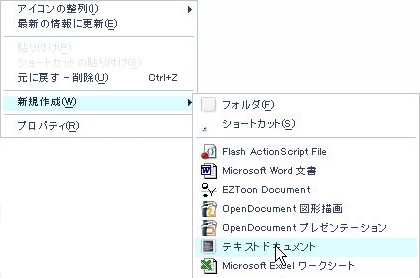 アイコンの整列(I)
最新の情報に更新(E)
貼り付け(P)
ショートカットの貼り付け(S)
元に戻す - 削除(U) Ctrl+Z
新規作成(W)
プロパティ(R)
フォルダ(F)
ショートカット(S)
Flash ActionScript File
Microsoft Word 文書
EZToon Document
OpenDocument 図形描画
OpenDocument プレゼンテーション
テキストドキュメント
Microsoft Excel ワークシート